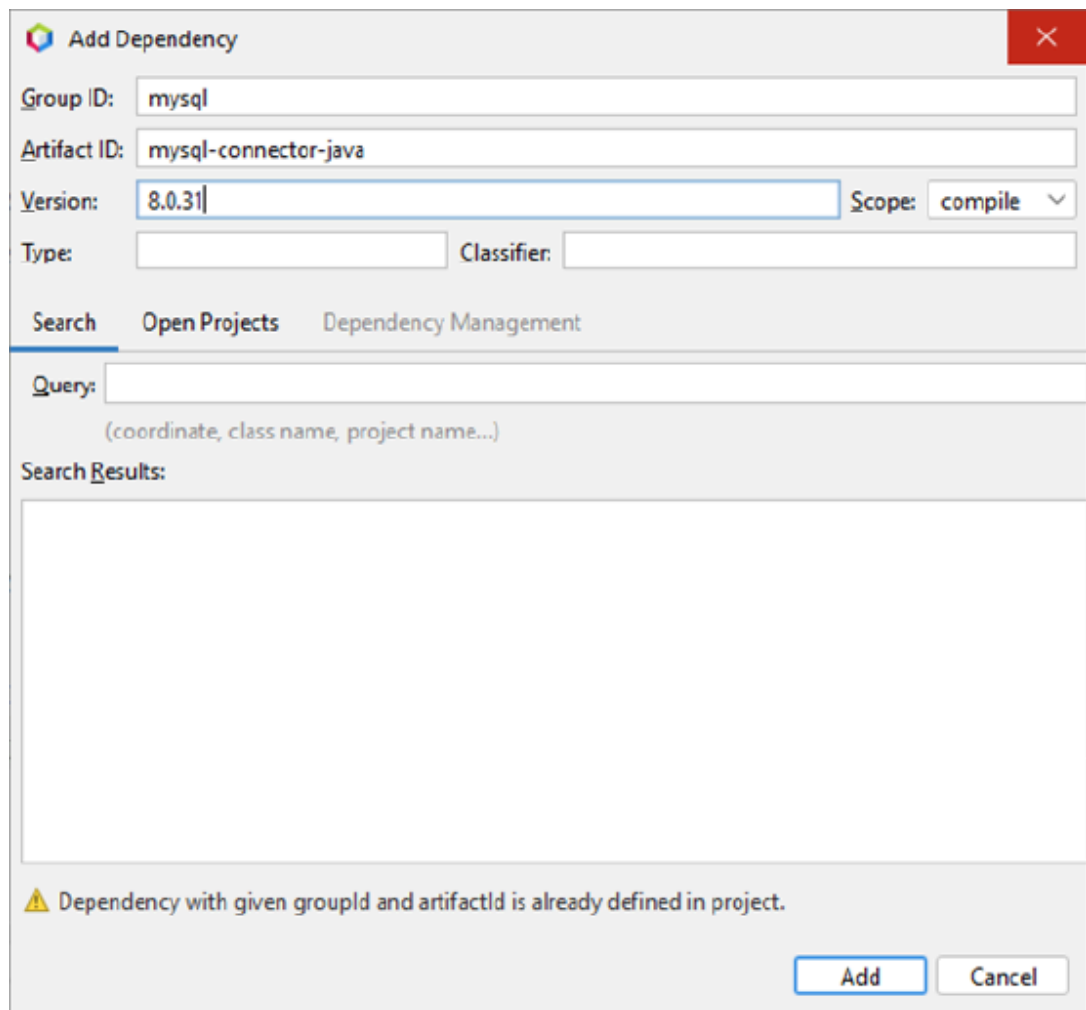 Add Dependency
Group ID: mysql
Artifact ID: mysql-connector-java
Version: 8.0.31 Scope: compile
Type: Classifier:
Search Open Projects Dependency Management
Query:
(coordinate, class name, project name...)
Search Results:
Dependency with given groupId and artifactId is already defined in project.
Add Cancel